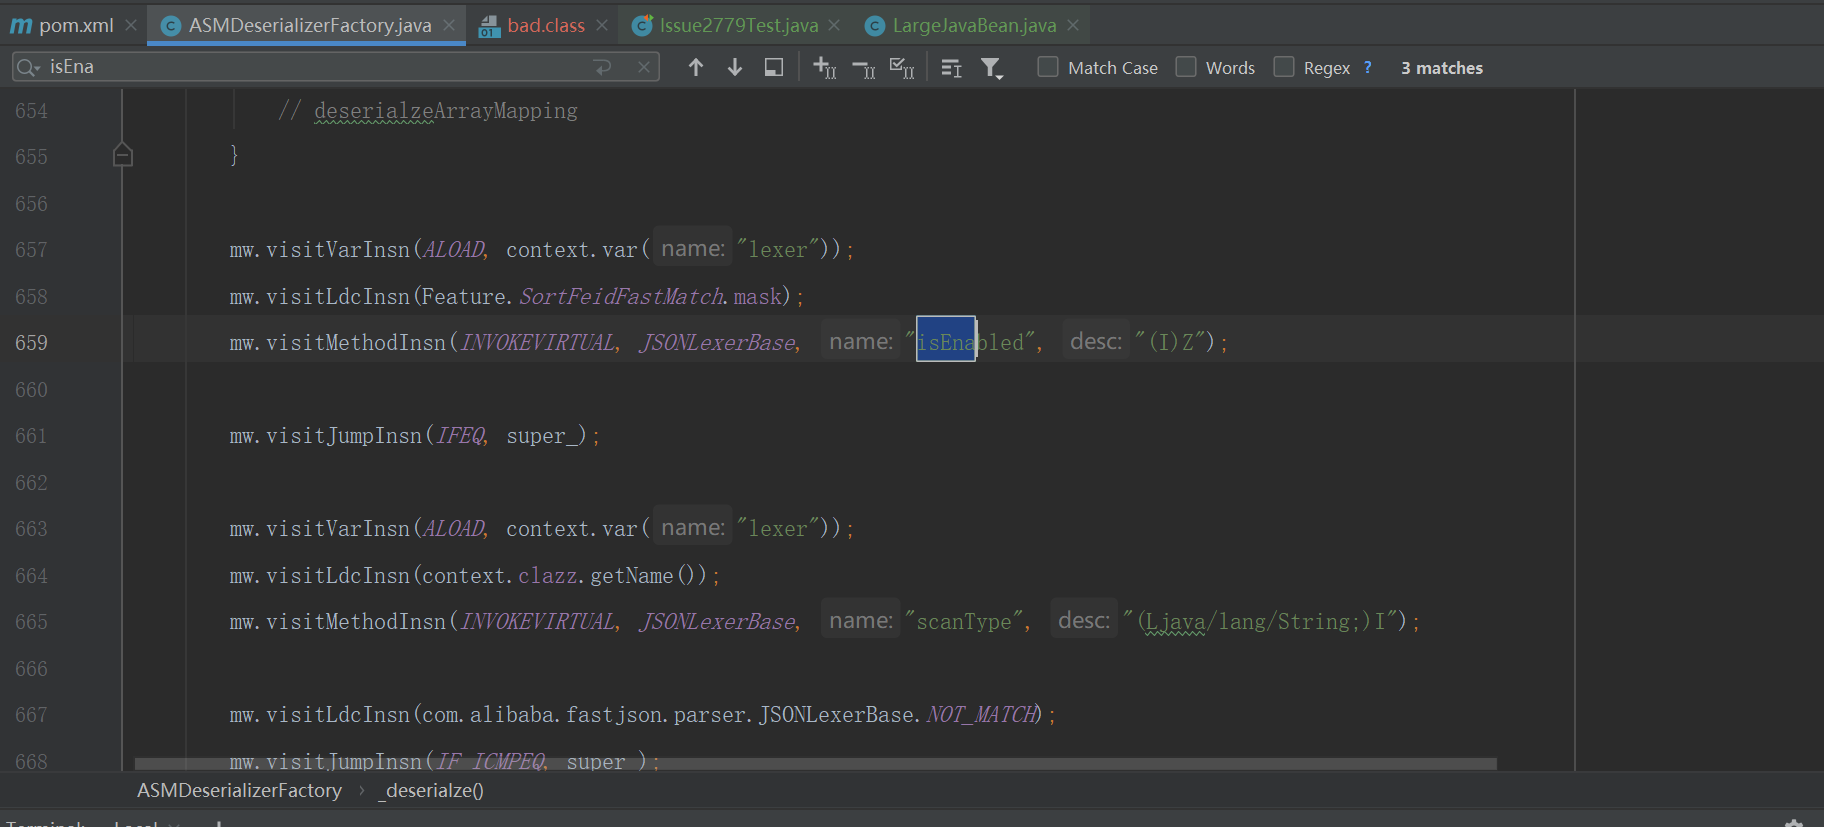 pom.xml ASMDeserializerFactory.java bad.class Issue2779Test.java LargeJavaBean.java
isEna Match Case Words Regex ? 3 matches
654 // deserialzeArrayMapping
655 }
656
657 mw.visitVarInsn(ALOAD, context.var( name: "lexer"));
658 mw.visitLdcInsn(Feature.SortFeidFastMatch.mask);
659 mw.visitMethodInsn(INVOKEVIRTUAL, JSONLexerBase, name: "isEnabled", desc: "(I)Z");
660
661 mw.visitJumpInsn(IFEQ, super_);
662
663 mw.visitVarInsn(ALOAD, context.var( name: "lexer"));
664 mw.visitLdcInsn(context.clazz.getName());
665 mw.visitMethodInsn(INVOKEVIRTUAL, JSONLexerBase, name: "scanType", desc: "(Ljava/lang/String;)I");
666
667 mw.visitLdcInsn(com.alibaba.fastjson.parser.JSONLexerBase.NOT_MATCH);
668 mw.visitJumpInsn(IF_ICMPEQ, super_);
ASMDeserializerFactory › _deserialze()